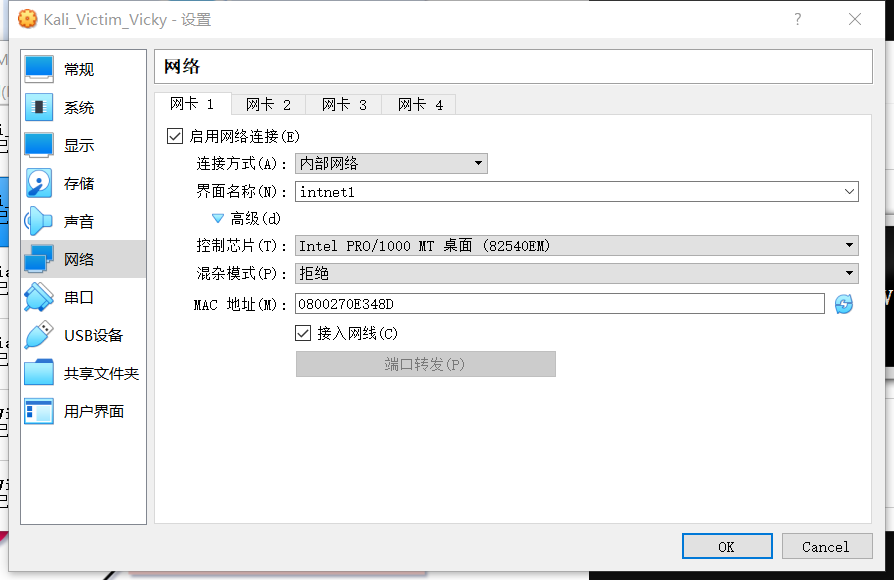 Kali_Victim_Vicky - 设置
?
常规
系统
显示
存储
声音
网络
串口
USB设备
共享文件夹
用户界面
网络
网卡 1 网卡 2 网卡 3 网卡 4
启用网络连接(E)
连接方式(A): 内部网络
界面名称(N): intnet1
高级(d)
控制芯片(T): Intel PRO/1000 MT 桌面 (82540EM)
混杂模式(P): 拒绝
MAC 地址(M): 0800270E348D
接入网线(C)
端口转发(P)
OK Cancel